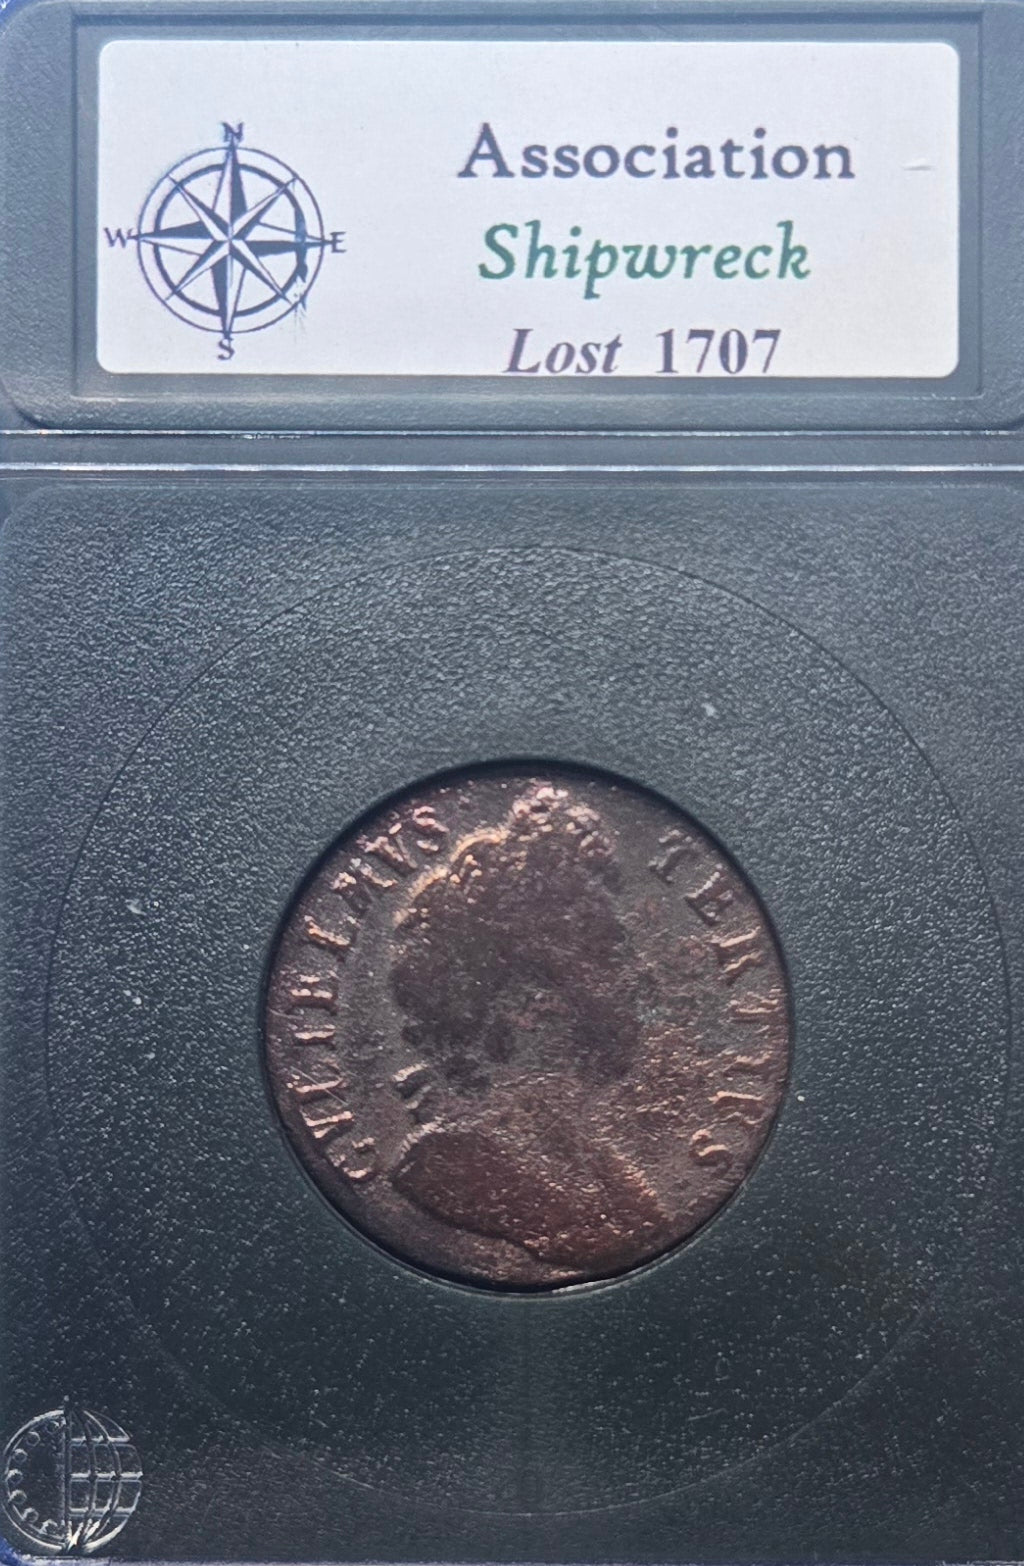 N
W E
S
Association
Shipwreck
Lost 1707
GVLIELMVS TERTIVS